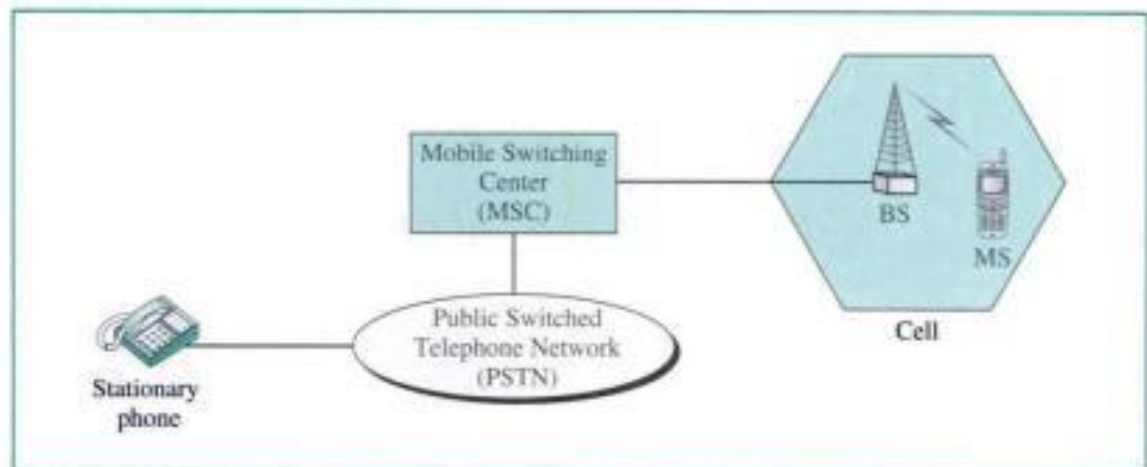 Mobile Switching
Center
(MSC)
BS
MS
Cell
Public Switched
Telephone Network
(PSTN)
Stationary
phone